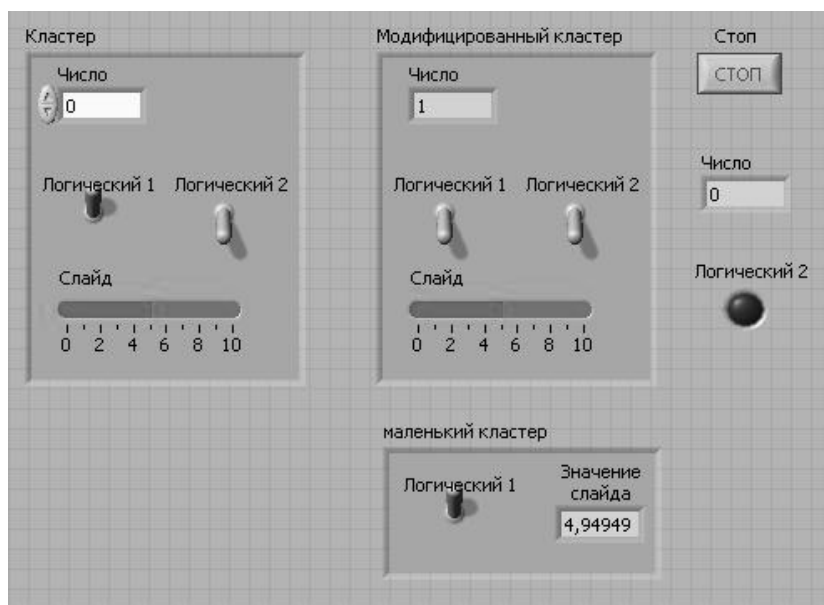 Кластер
Число
0
Логический 1 Логический 2
Слайд
0 2 4 6 8 10
Модифицированный кластер
Число
1
Логический 1 Логический 2
Слайд
0 2 4 6 8 10
Стоп
СТОП
Число
0
Логический 2
маленький кластер
Логический 1
Значение
слайда
4,94949